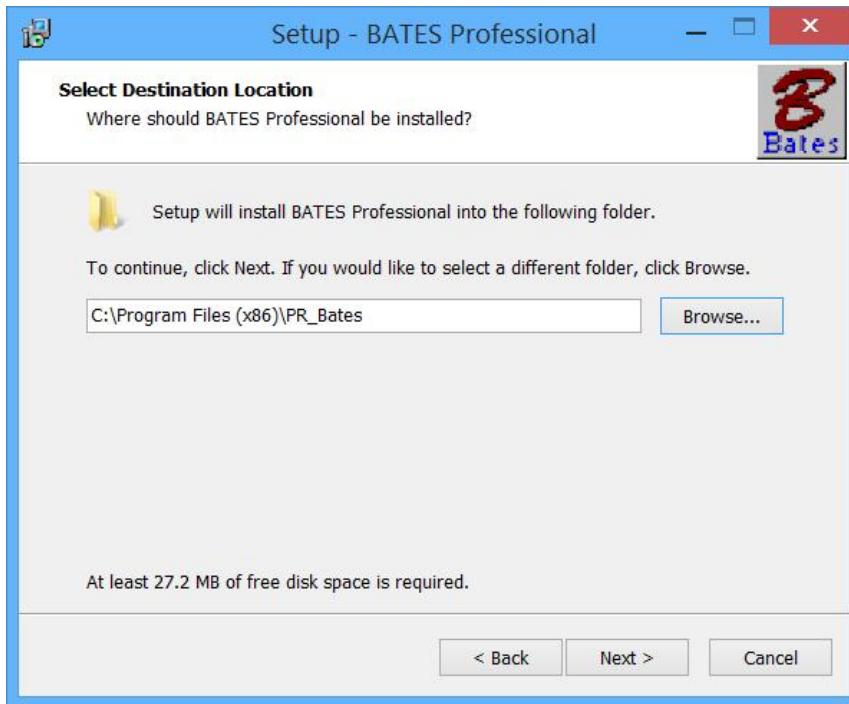 Setup - BATES Professional
Select Destination Location
Where should BATES Professional be installed?
B
Bates
Setup will install BATES Professional into the following folder.
To continue, click Next. If you would like to select a different folder, click Browse.
C:\Program Files (x86)\PR_Bates
Browse...
At least 27.2 MB of free disk space is required.
< Back
Next >
Cancel